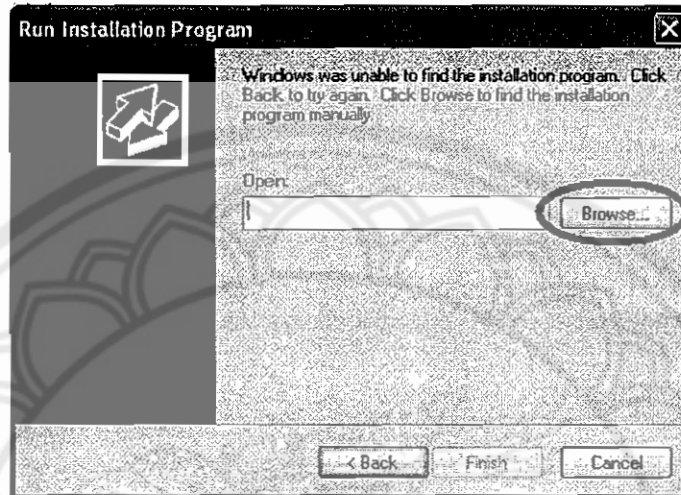 Run Installation Program
Windows was unable to find the installation program. Click
Back to try again. Click Browse to find the installation
program manually.
Open:
Browse...
< Back
Finish
Cancel